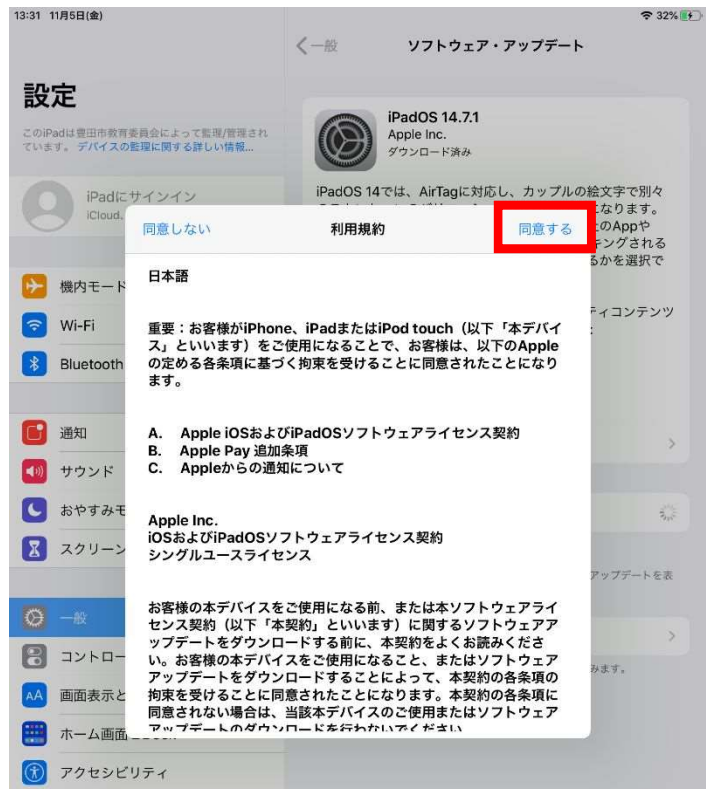 13:31 11月5日(金)
32%
一般
ソフトウェア・アップデート
設定
このiPadは豊田市教育委員会によって監理/管理され
ています。デバイスの監理に関する詳しい情報...
iPadOS 14.7.1
Apple Inc.
ダウンロード済み
iPadにサインイン
iCloud,
iPadOS 14では、AirTagに対応し、カップルの絵文字で別々
になります。
のAppや
キングされる
るかを選択で
ティコンテンツ
同意しない
利用規約
同意する
日本語
重要：お客様がiPhone、iPadまたはiPod touch（以下「本デバイ
ス」といいます）をご使用になることで、お客様は、以下のApple
の定める各条項に基づく拘束を受けることに同意されたことになり
ます。
A. Apple iOSおよびiPadOSソフトウェアライセンス契約
B. Apple Pay 追加条項
C. Appleからの通知について
Apple Inc.
iOSおよびiPadOSソフトウェアライセンス契約
シングルユースライセンス
お客様の本デバイスをご使用になる前、または本ソフトウェアライ
センス契約（以下「本契約」といいます）に関するソフトウェアア
ップデートをダウンロードする前に、本契約をよくお読みくださ
い。お客様の本デバイスをご使用になること、またはソフトウェア
アップデートをダウンロードすることによって、本契約の各条項の
拘束を受けることに同意されたことになります。本契約の各条項に
同意されない場合は、当該本デバイスのご使用またはソフトウェア
アップデートのダウンロードを行わないでください
機内モード
Wi-Fi
Bluetooth
通知
サウンド
おやすみモ
スクリーン
一般
コントロー
AA 画面表示と
ホーム画面
アクセシビリティ
アップデートを表
みます。